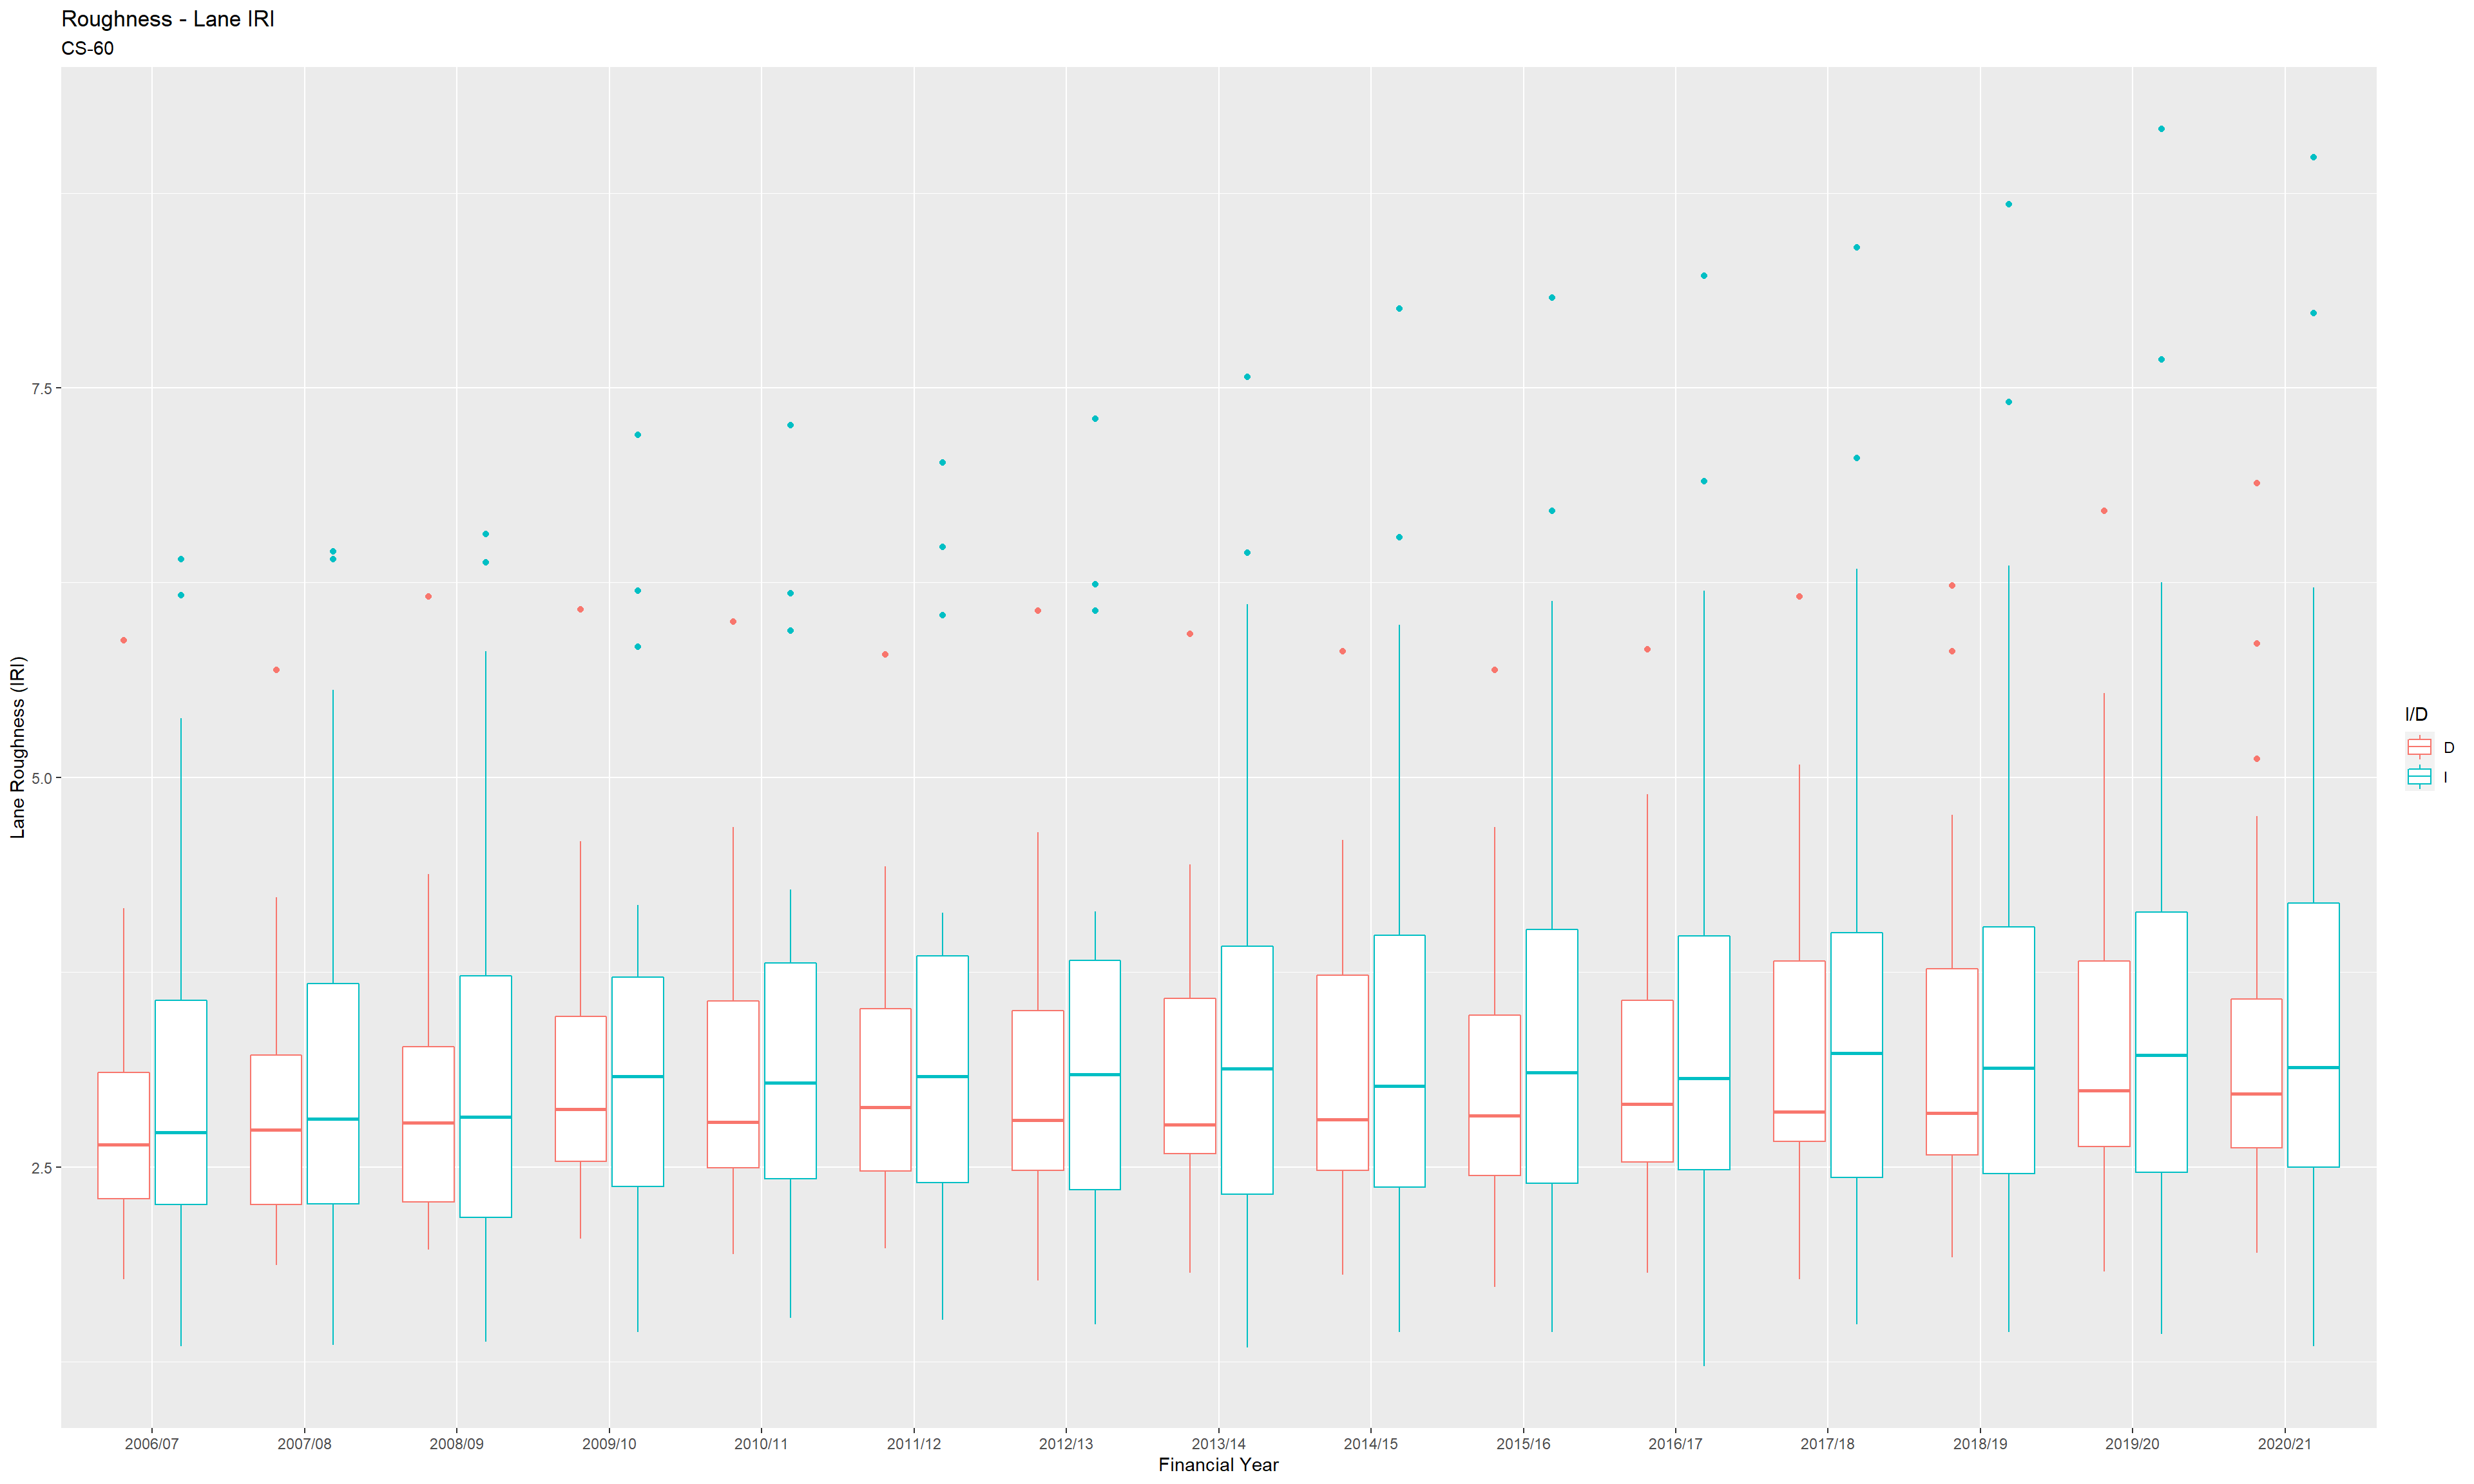 Roughness - Lane IRI
CS-60
Lane Roughness (IRI)
7.5
5.0
2.5
2006/07 2007/08 2008/09 2009/10 2010/11 2011/12 2012/13 2013/14 2014/15 2015/16 2016/17 2017/18 2018/19 2019/20 2020/21
Financial Year
I/D
D
I